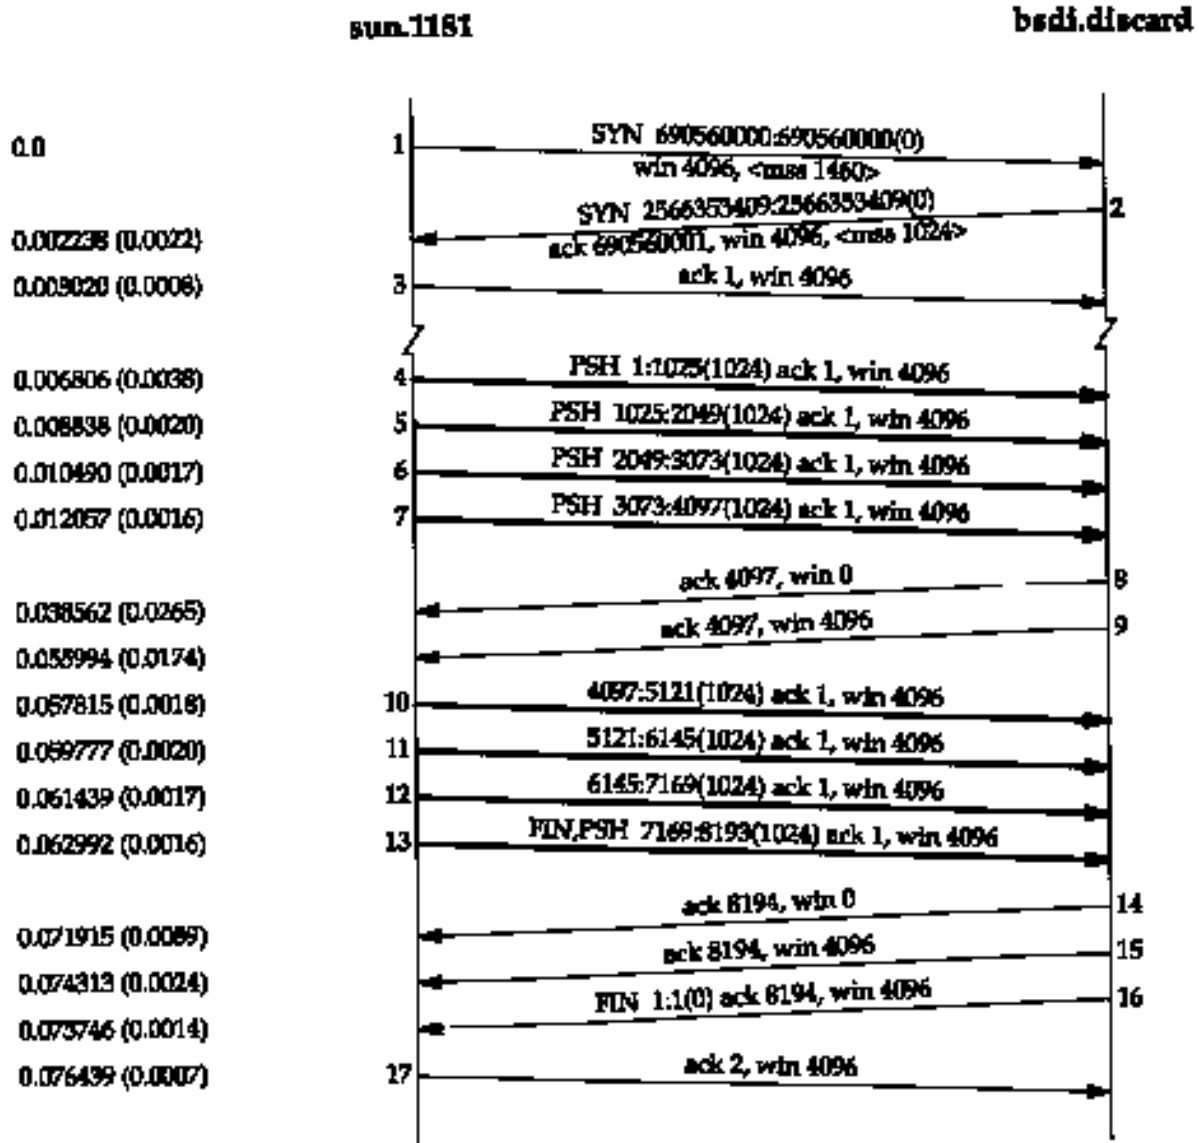 sun.1181 bsdi.discard
0.0 1 SYN 690560000:690560000(0)
win 4096, <mss 1460>
SYN 2566353409:2566353409(0) 2
0.002238 (0.0022) ack 690560001, win 4096, <mss 1024>
0.003020 (0.0008) 3 ack 1, win 4096
0.006806 (0.0038) 4 PSH 1:1025(1024) ack 1, win 4096
0.008838 (0.0020) 5 PSH 1025:2049(1024) ack 1, win 4096
0.010490 (0.0017) 6 PSH 2049:3073(1024) ack 1, win 4096
0.012057 (0.0016) 7 PSH 3073:4097(1024) ack 1, win 4096
ack 4097, win 0 8
0.038562 (0.0265)
ack 4097, win 4096 9
0.055994 (0.0174)
0.057815 (0.0018) 10 4097:5121(1024) ack 1, win 4096
0.059777 (0.0020) 11 5121:6145(1024) ack 1, win 4096
0.061439 (0.0017) 12 6145:7169(1024) ack 1, win 4096
0.062992 (0.0016) 13 FIN,PSH 7169:8193(1024) ack 1, win 4096
ack 8194, win 0 14
0.071915 (0.0089)
ack 8194, win 4096 15
0.074313 (0.0024)
FIN 1:1(0) ack 8194, win 4096 16
0.075746 (0.0014)
0.076439 (0.0007) 17 ack 2, win 4096